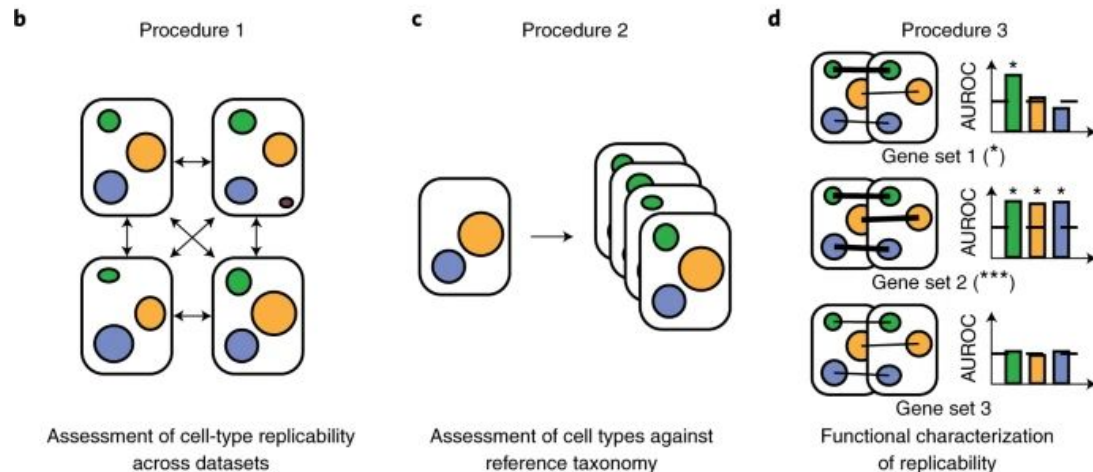 b
Procedure 1
c
Procedure 2
d
Procedure 3
*
AUROC
Gene set 1 (*)
* * *
AUROC
Gene set 2 (***)
AUROC
Gene set 3
Assessment of cell-type replicability
across datasets
Assessment of cell types against
reference taxonomy
Functional characterization
of replicability